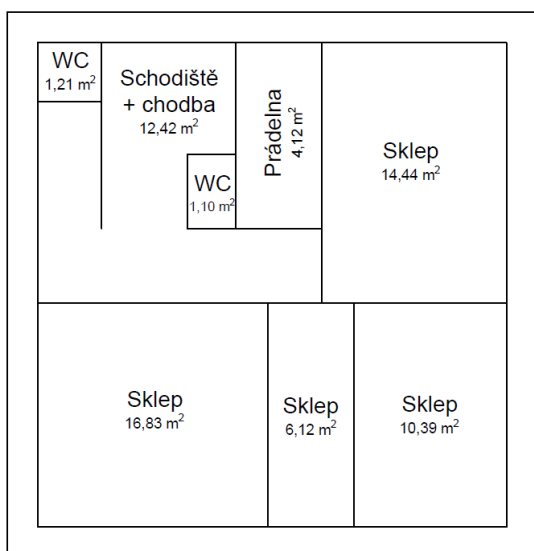 WC
1,21 m²
Schodiště
+ chodba
12,42 m²
WC
1,10 m²
Prádelna
4,12 m²
Sklep
14,44 m²
Sklep
16,83 m²
Sklep
6,12 m²
Sklep
10,39 m²